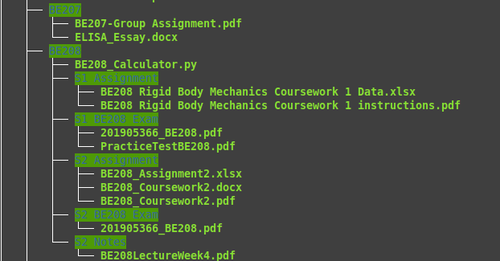 BE207
BE207-Group Assignment.pdf
ELISA_Essay.docx
BE208
BE208_Calculator.py
S1 Assignment
BE208 Rigid Body Mechanics Coursework 1 Data.xlsx
BE208 Rigid Body Mechanics Coursework 1 instructions.pdf
S1 BE208 Exam
201905366_BE208.pdf
PracticeTestBE208.pdf
S2 Assignment
BE208_Assignment2.xlsx
BE208_Coursework2.docx
BE208_Coursework2.pdf
S2 BE208 Exam
201905366_BE208.pdf
S2 Notes
BE208LectureWeek4.pdf